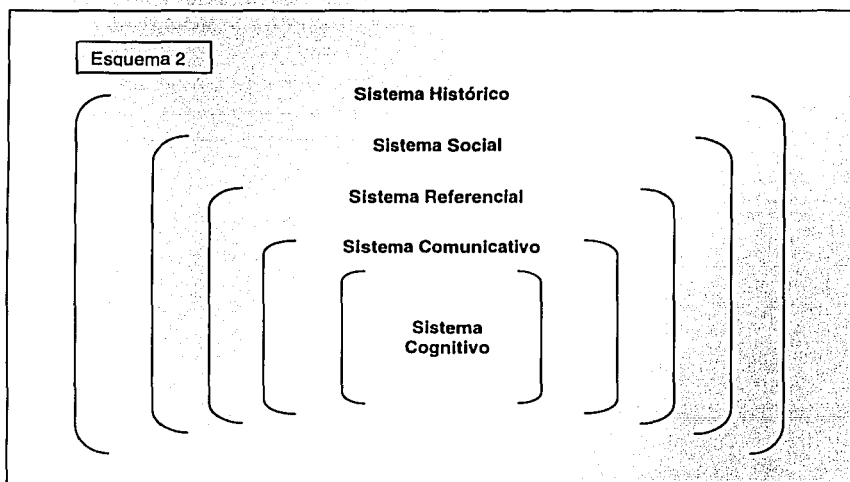 Esquema 2
Sistema Histórico
Sistema Social
Sistema Referencial
Sistema Comunicativo
Sistema
Cognitivo